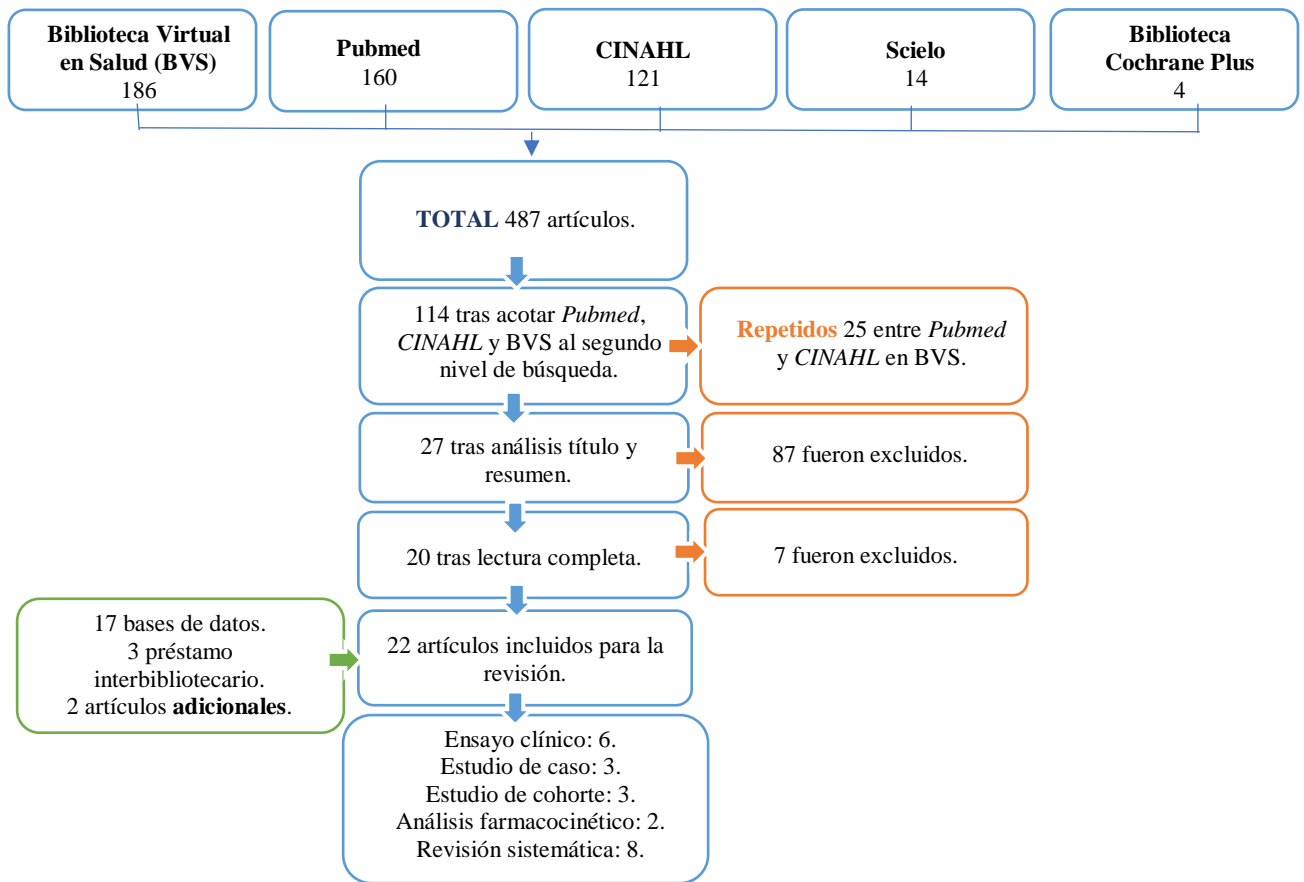 Biblioteca Virtual
en Salud (BVS)
186
Pubmed
160
CINAHL
121
Scielo
14
Biblioteca
Cochrane Plus
4
TOTAL 487 artículos.
114 tras acotar Pubmed,
CINAHL y BVS al segundo
nivel de búsqueda.
Repetidos 25 entre Pubmed
y CINAHL en BVS.
27 tras análisis título y
resumen.
87 fueron excluidos.
20 tras lectura completa.
7 fueron excluidos.
17 bases de datos.
3 préstamo
interbibliotecario.
2 artículos adicionales.
22 artículos incluidos para la
revisión.
Ensayo clínico: 6.
Estudio de caso: 3.
Estudio de cohorte: 3.
Análisis farmacocinético: 2.
Revisión sistemática: 8.